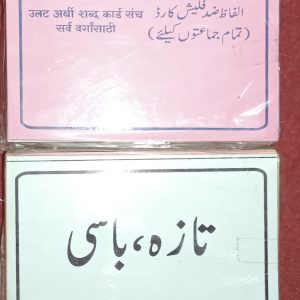 उलट अर्थी शब्द कार्ड संच
सर्व वर्गासाठी
الفاظ ضد فلیش کارڈ
(تمام جماعتوں کیلئے)
تازہ، باسی